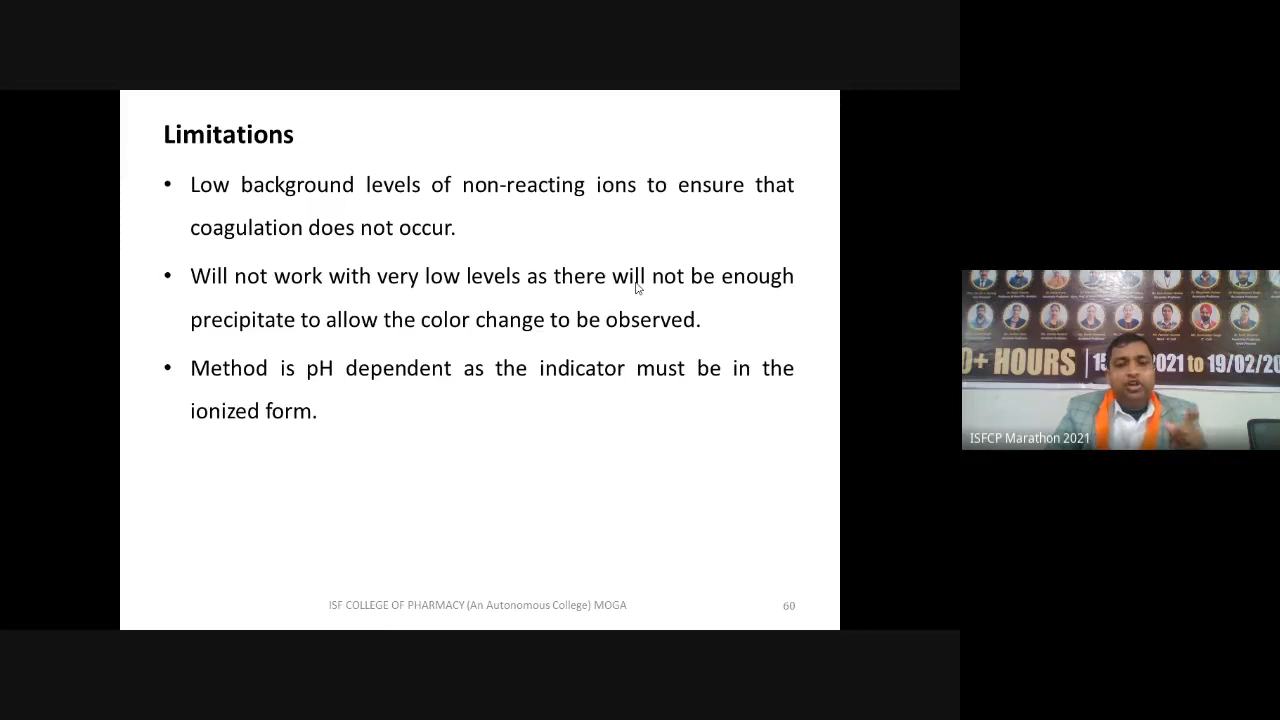 Limitations
• Low background levels of non-reacting ions to ensure that
coagulation does not occur.
• Will not work with very low levels as there will not be enough
precipitate to allow the color change to be observed.
• Method is pH dependent as the indicator must be in the
ionized form.
ISF COLLEGE OF PHARMACY (An Autonomous College) MOGA
60
0+ HOURS
15
2021 to 19/02/20
ISFCP Marathon 2021